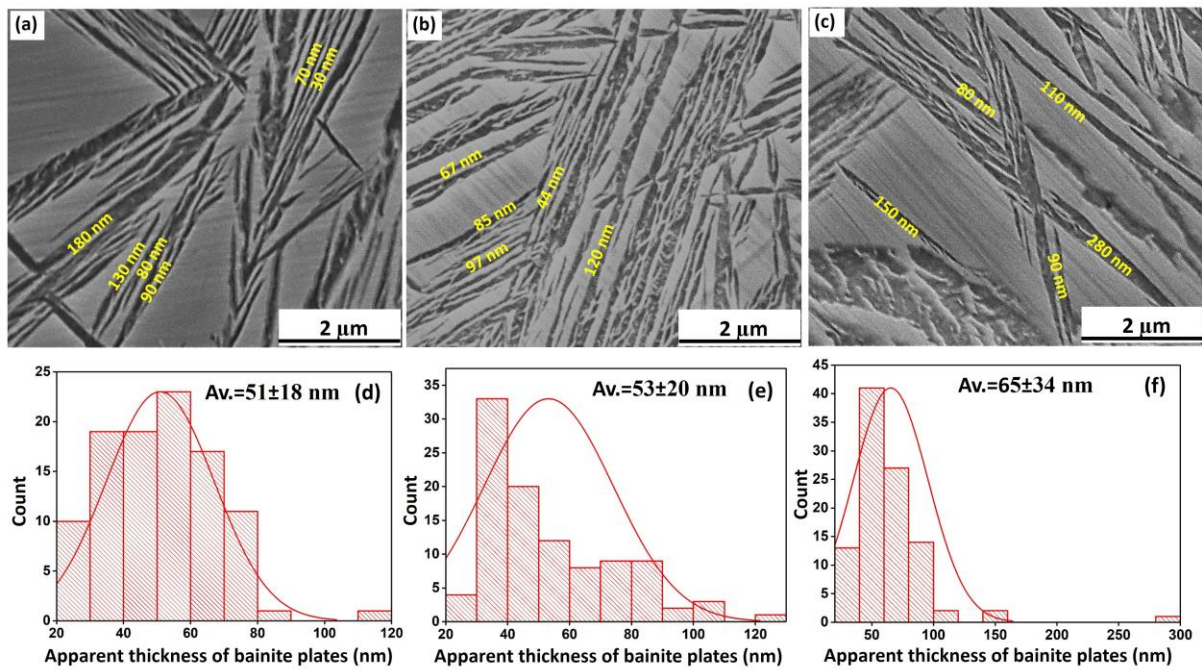 (a)
70 nm
30 nm
180 nm
130 nm
80 nm
90 nm
2 μm
(b)
67 nm
44 nm
85 nm
97 nm
120 nm
2 μm
(c)
80 nm
110 nm
150 nm
280 nm
90 nm
2 μm
Av.=51±18 nm (d)
25
20
15
10
5
0
Count
20 40 60 80 100 120
Apparent thickness of bainite plates (nm)
Av.=53±20 nm (e)
35
30
25
20
15
10
5
0
Count
20 40 60 80 100 120
Apparent thickness of bainite plates (nm)
Av.=65±34 nm (f)
45
40
35
30
25
20
15
10
5
0
Count
50 100 150 200 250 300
Apparent thickness of bainite plates (nm)